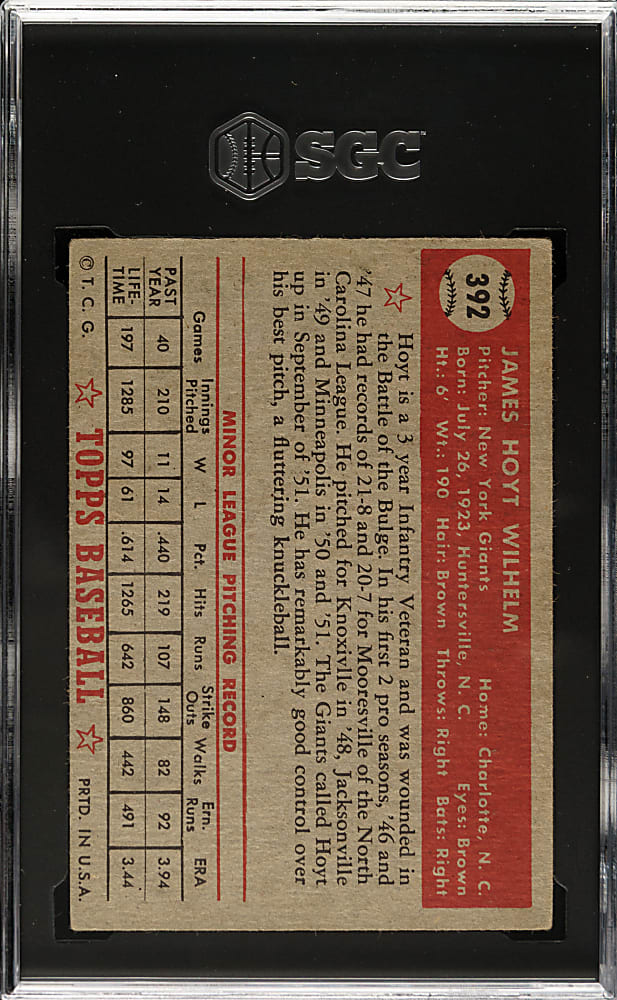 SGC
392
JAMES HOYT WILHELM
Pitcher: New York Giants Home: Charlotte, N. C.
Born: July 26, 1923, Huntersville, N. C. Eyes: Brown
Ht.: 6' Wt.: 190 Hair: Brown Throws: Right Bats: Right
Hoyt is a 3 year Infantry Veteran and was wounded in
the Battle of the Bulge. In his first 2 pro seasons, '46 and
'47 he had records of 21-8 and 20-7 for Mooresville of the North
Carolina League. He pitched for Knoxiville in '48, Jacksonville
in '49 and Minneapolis in '50 and '51. The Giants called Hoyt
up in September of '51. He has remarkably good control over
his best pitch, a fluttering knuckleball.
MINOR LEAGUE PITCHING RECORD
Games Innings Pitched W L Pct. Hits Runs Strike Outs Walks Ern. Runs ERA
PAST YEAR 40 210 11 14 .440 219 107 148 82 92 3.94
LIFE-TIME 197 1285 97 61 .614 1265 642 860 442 491 3.44
© T. C. G. TOPPS BASEBALL PRTD. IN U.S.A.